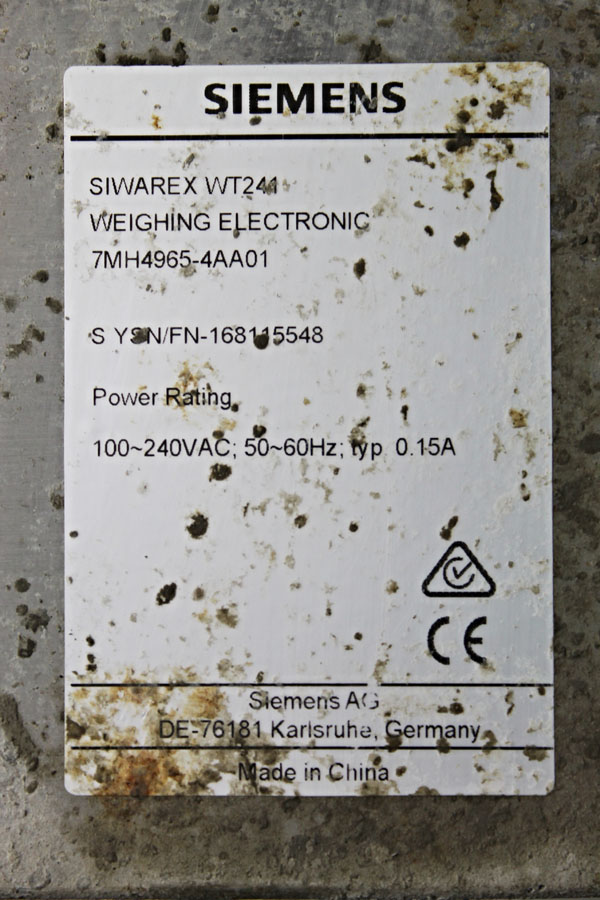 SIEMENS
SIWAREX WT241
WEIGHING ELECTRONIC
7MH4965-4AA01
S YSN/FN-168115548
Power Rating
100~240VAC; 50~60Hz; typ 0.15A
CE
Siemens AG
DE-76181 Karlsruhe, Germany
Made in China